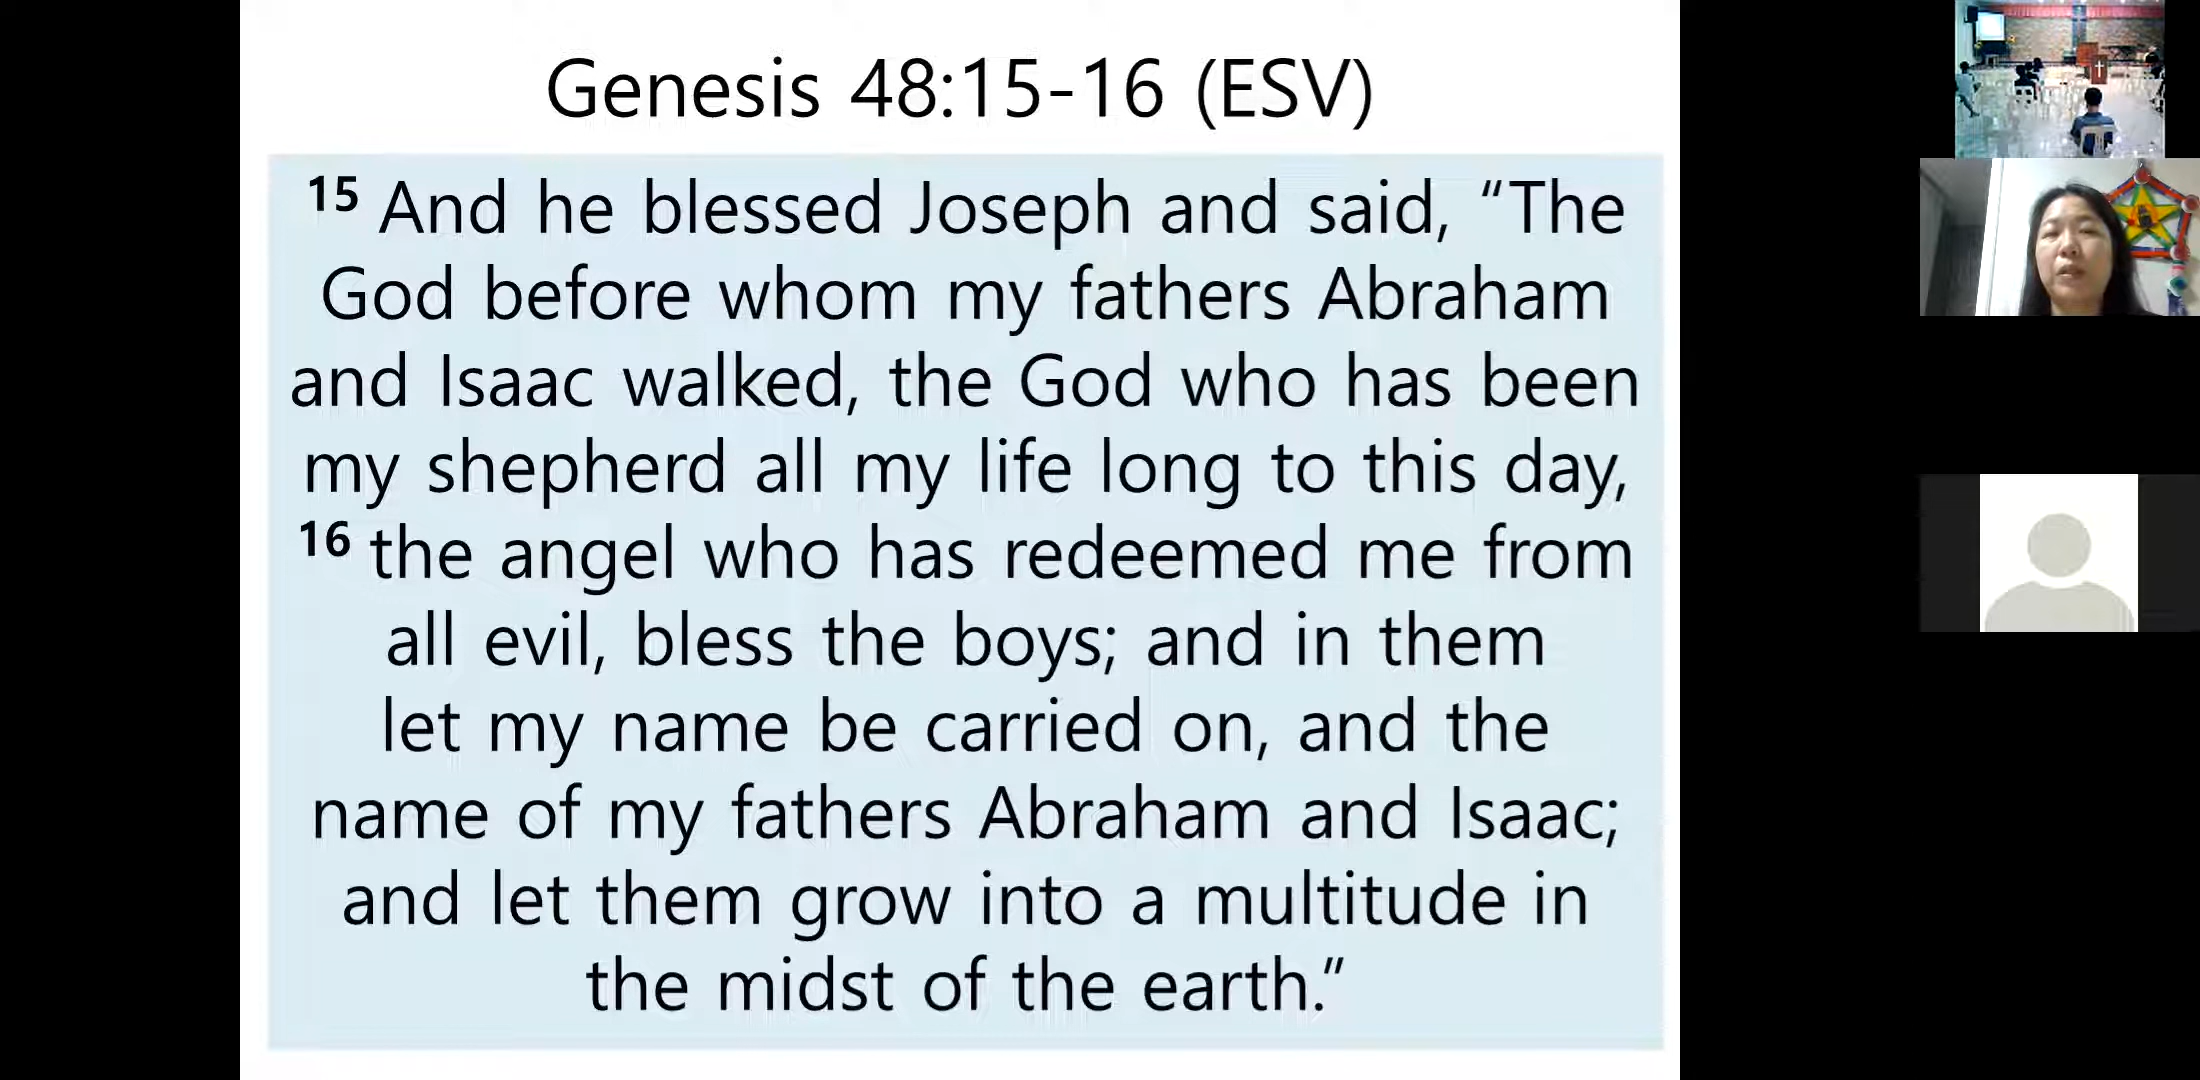 Genesis 48:15-16 (ESV)
15 And he blessed Joseph and said, “The
God before whom my fathers Abraham
and Isaac walked, the God who has been
my shepherd all my life long to this day,
16 the angel who has redeemed me from
all evil, bless the boys; and in them
let my name be carried on, and the
name of my fathers Abraham and Isaac;
and let them grow into a multitude in
the midst of the earth.”